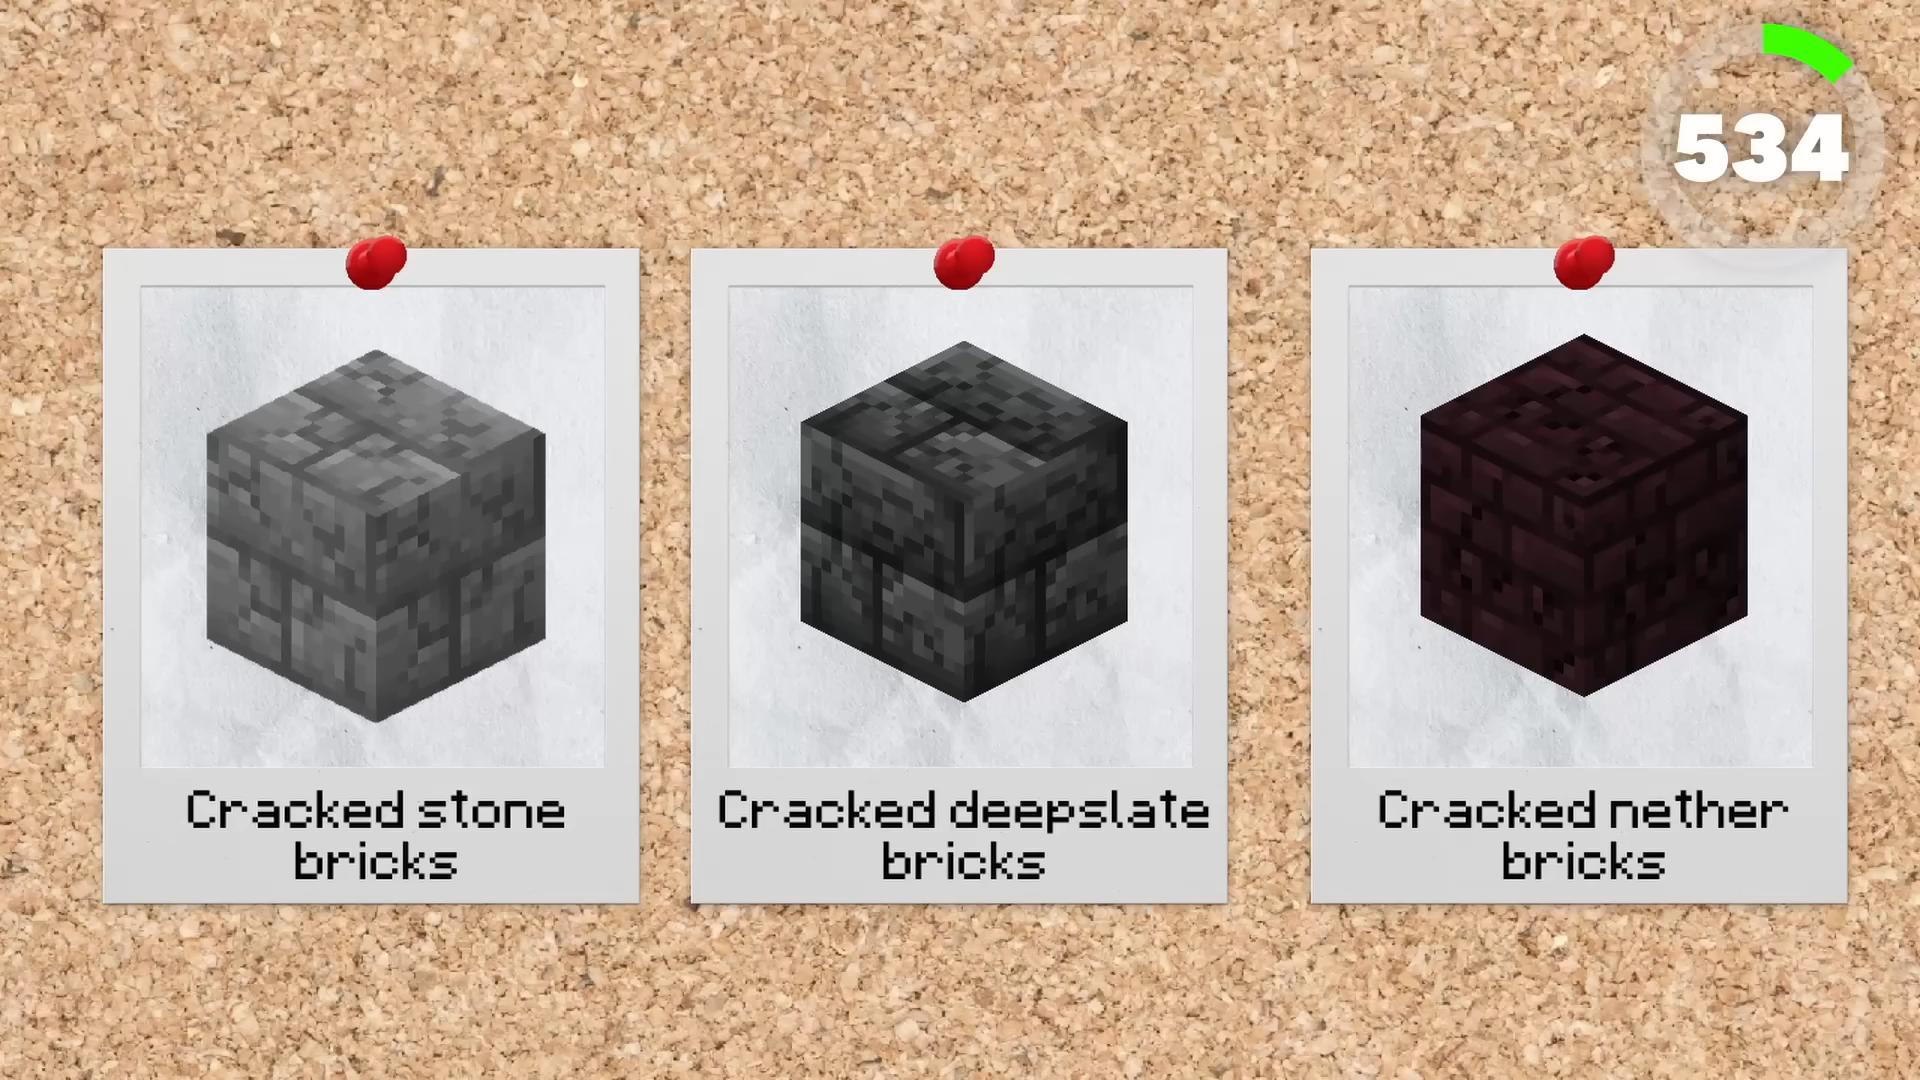 534
Cracked stone
bricks
Cracked deepslate
bricks
Cracked nether
bricks